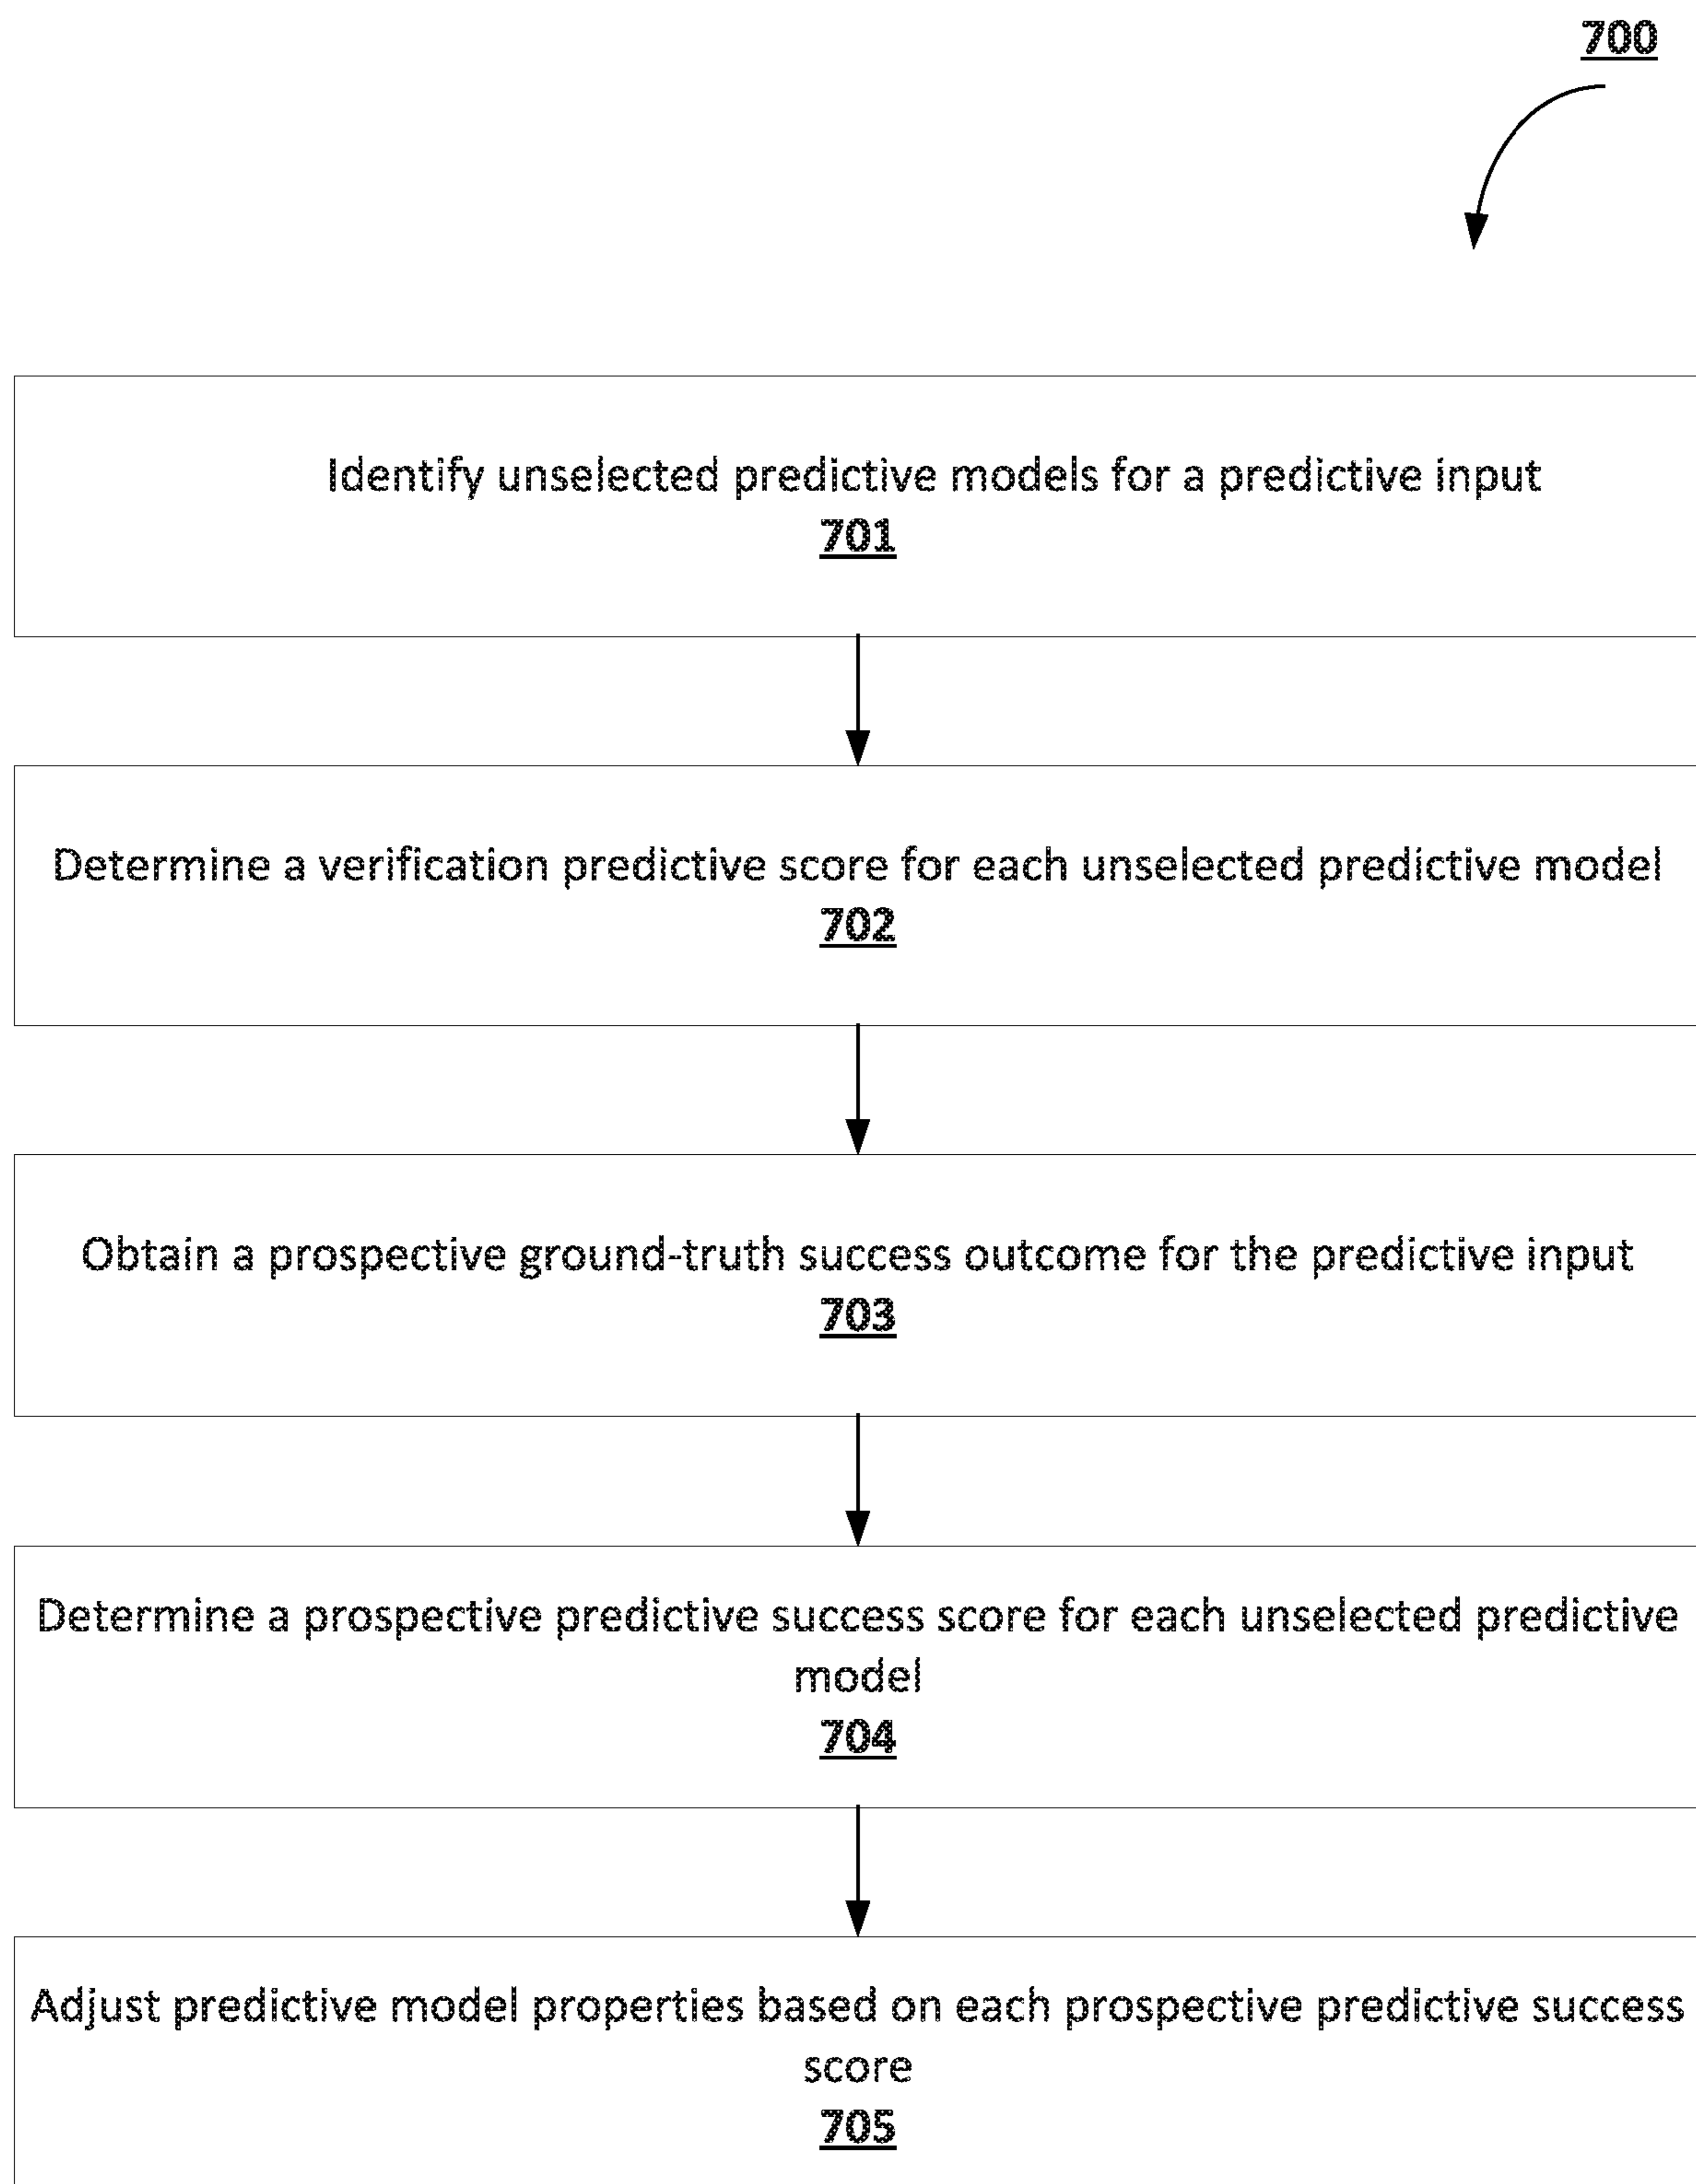 700
Identify unselected predictive models for a predictive input
701
Determine a verification predictive score for each unselected predictive model
702
Obtain a prospective ground-truth success outcome for the predictive input
703
Determine a prospective predictive success score for each unselected predictive
model
704
Adjust predictive model properties based on each prospective predictive success
score
705